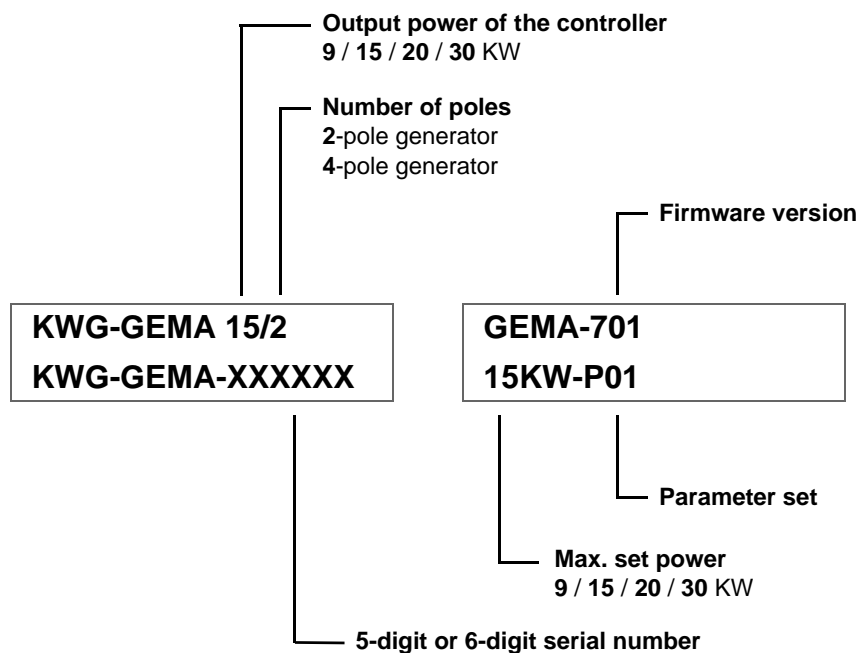 Output power of the controller
9 / 15 / 20 / 30 KW
Number of poles
2-pole generator
4-pole generator
Firmware version
KWG-GEMA 15/2
KWG-GEMA-XXXXXX
GEMA-701
15KW-P01
Parameter set
Max. set power
9 / 15 / 20 / 30 KW
5-digit or 6-digit serial number